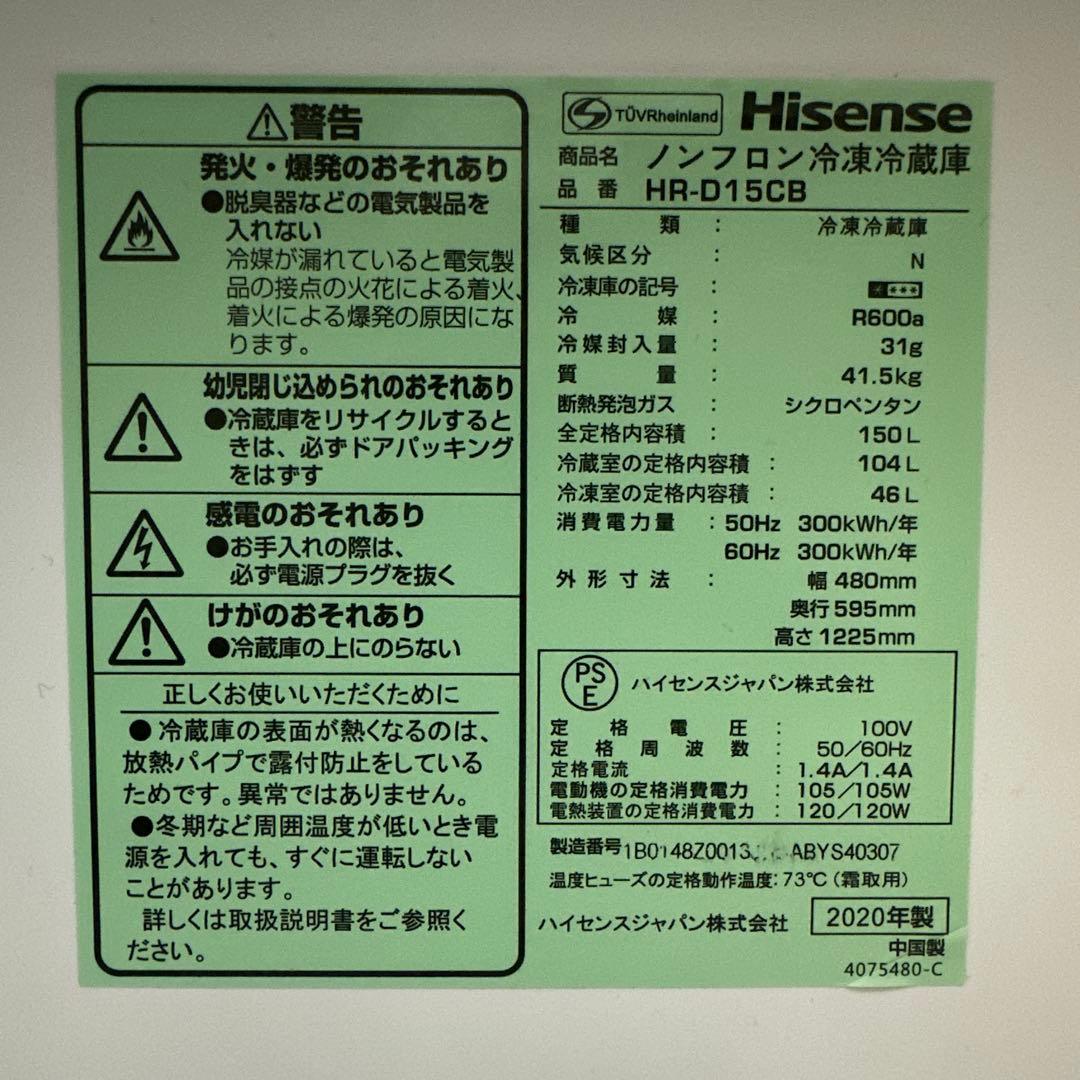 ⚠警告
発火・爆発のおそれあり
●脱臭器などの電気製品を
入れない
冷媒が漏れていると電気製
品の接点の火花による着火、
着火による爆発の原因にな
ります。
幼児閉じ込められのおそれあり
●冷蔵庫をリサイクルすると
きは、必ずドアパッキング
をはずす
感電のおそれあり
●お手入れの際は、
必ず電源プラグを抜く
けがのおそれあり
●冷蔵庫の上にのらない
正しくお使いいただくために
●冷蔵庫の表面が熱くなるのは、
放熱パイプで露付防止をしている
ためです。異常ではありません。
●冬期など周囲温度が低いとき電
源を入れても、すぐに運転しない
ことがあります。
詳しくは取扱説明書をご参照く
ださい。
TÜVRheinland Hisense
商品名 ノンフロン冷凍冷蔵庫
品番 HR-D15CB
種類 : 冷凍冷蔵庫
気候区分 : N
冷凍庫の記号 : * ***
冷媒 : R600a
冷媒封入量 : 31g
質量 : 41.5kg
断熱発泡ガス : シクロペンタン
全定格内容積 : 150L
冷蔵室の定格内容積 : 104L
冷凍室の定格内容積 : 46L
消費電力量 : 50Hz 300kWh/年
60Hz 300kWh/年
外形寸法 : 幅480mm
奥行595mm
高さ1225mm
PSE ハイセンスジャパン株式会社
定格電圧 : 100V
定格周波数 : 50/60Hz
定格電流 : 1.4A/1.4A
電動機の定格消費電力 : 105/105W
電熱装置の定格消費電力 : 120/120W
製造番号 1B0148Z0013 ABYS40307
温度ヒューズの定格動作温度:73℃(霜取用)
ハイセンスジャパン株式会社 2020年製
中国製
4075480-C